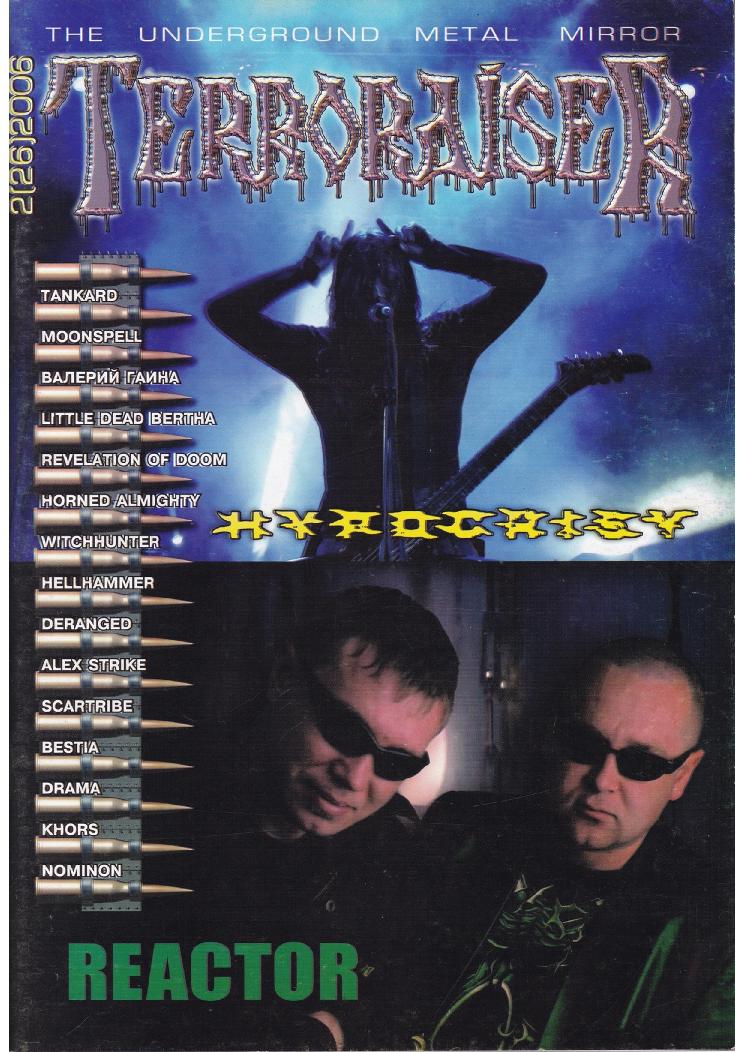 THE UNDERGROUND METAL MIRROR
TERRORAISER
2(26)2006
TANKARD
MOONSPELL
ВАЛЕРИЙ ГАИНА
LITTLE DEAD BERTHA
REVELATION OF DOOM
HORNED ALMIGHTY
HYPOCRISY
WITCHHUNTER
HELLHAMMER
DERANGED
ALEX STRIKE
SCARTRIBE
BESTIA
DRAMA
KHORS
NOMINON
REACTOR